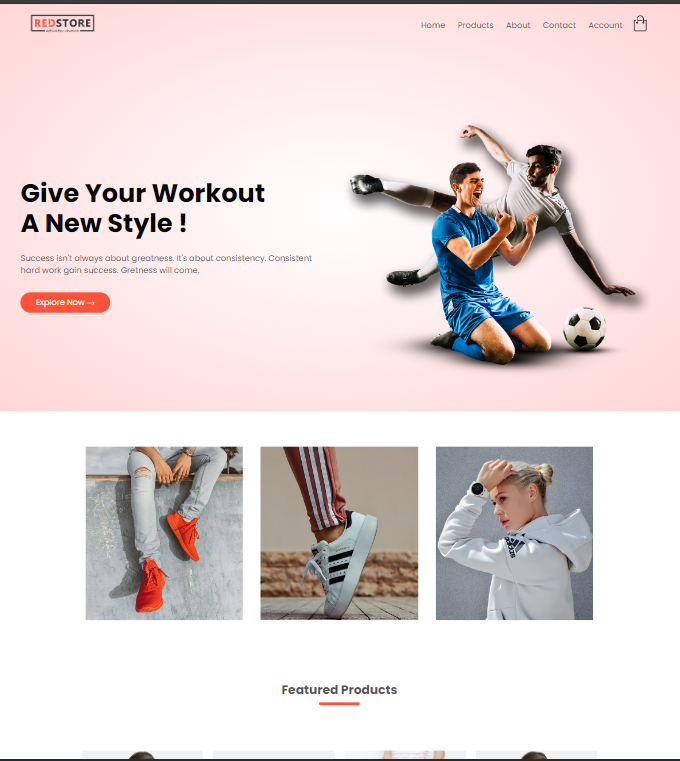 REDSTORE
Home Products About Contact Account
Give Your Workout
A New Style !
Success isn't always about greatness. It's about consistency. Consistent
hard work gain success. Gretness will come.
Explore Now →
Featured Products